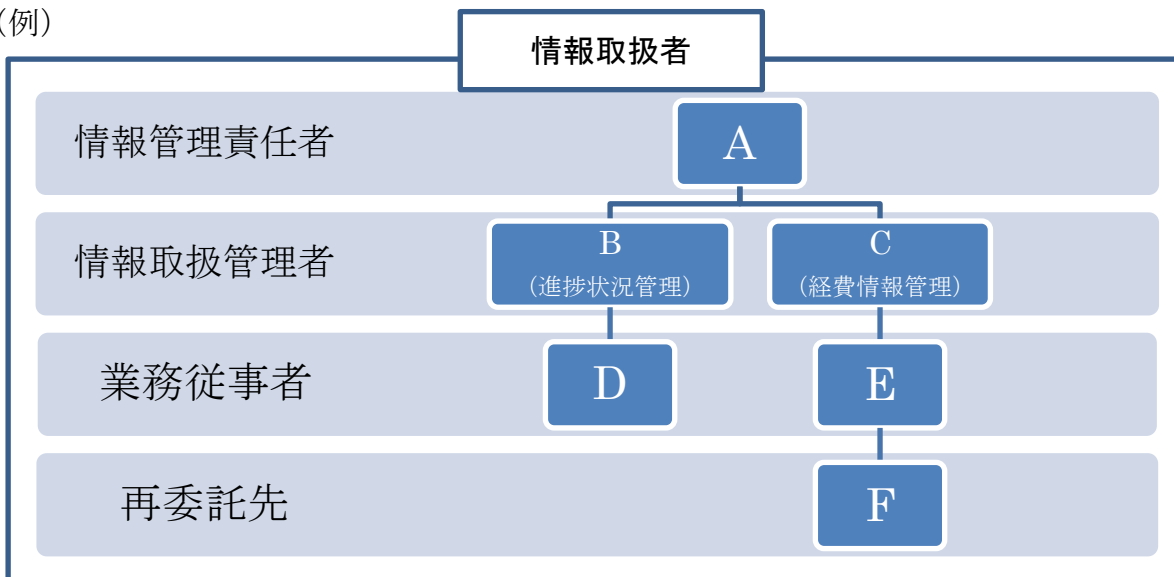 (例)
情報取扱者
情報管理責任者
A
情報取扱管理者
B
(進捗状況管理)
C
(経費情報管理)
業務従事者
D
E
再委託先
F